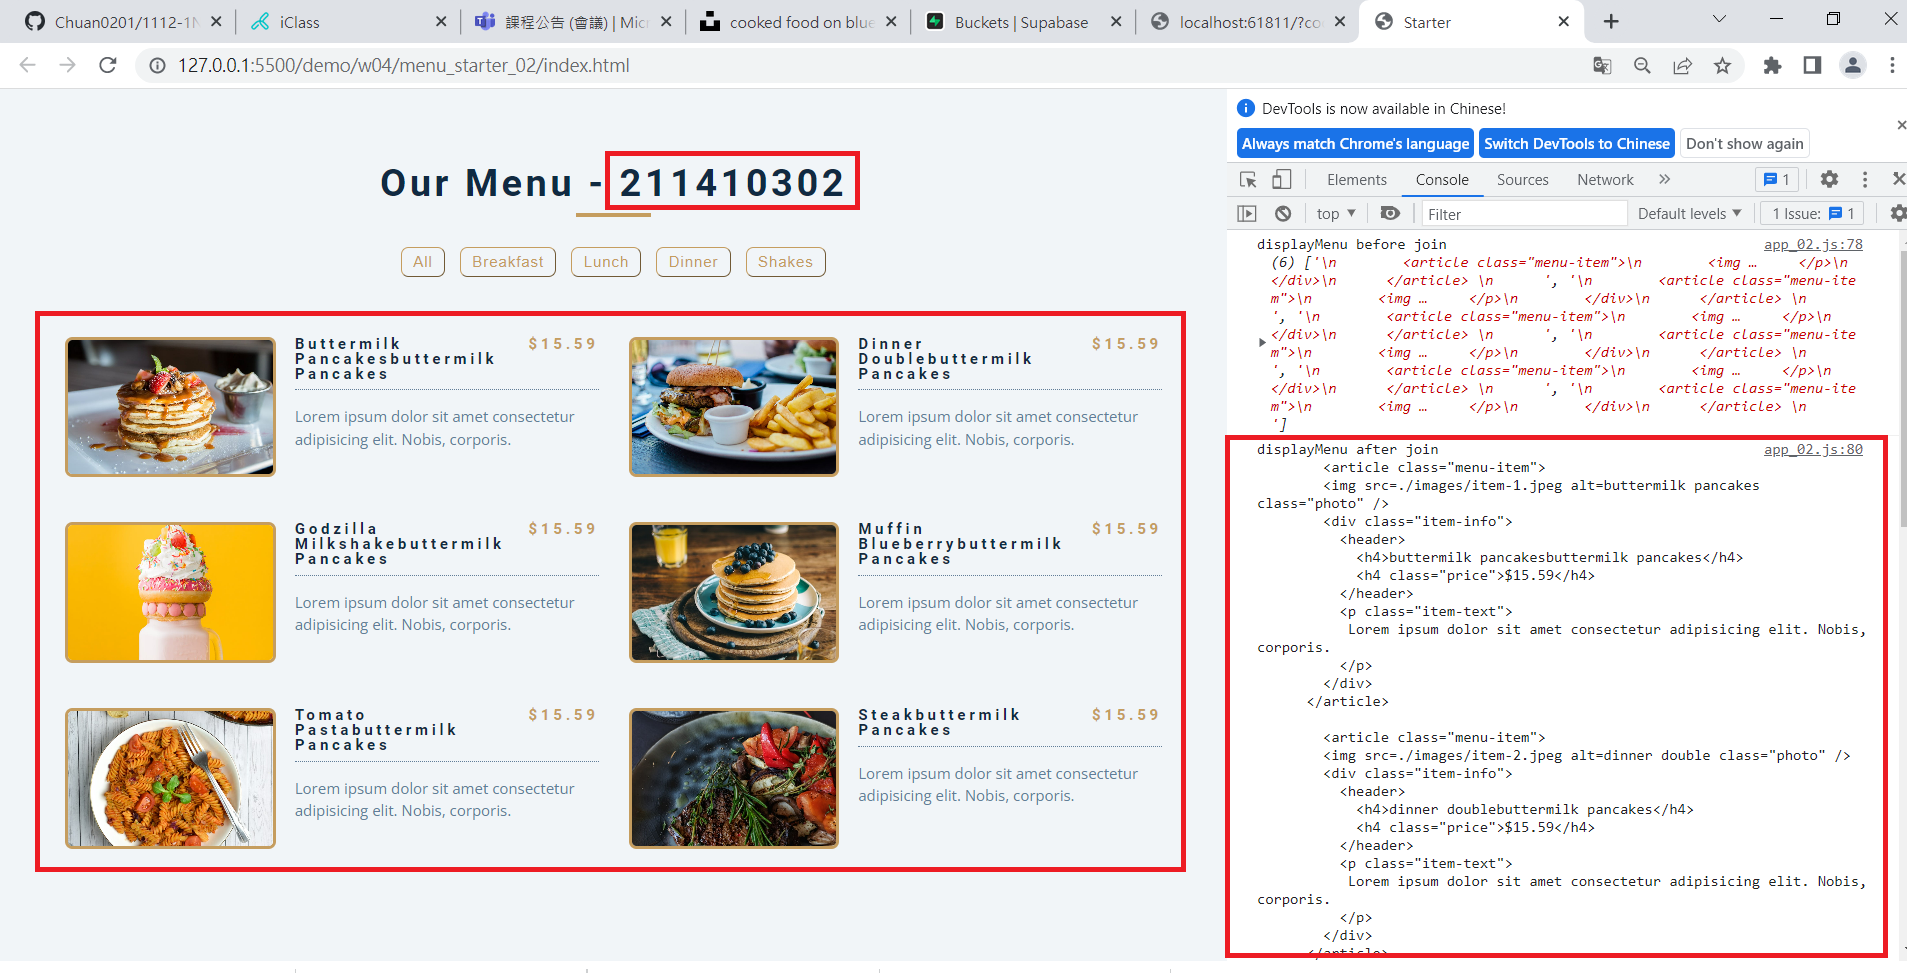 Chuan0201/1112-1N
iClass
課程公告 (會議) | Micr
cooked food on blue
Buckets | Supabase
localhost:61811/?co
Starter
127.0.0.1:5500/demo/w04/menu_starter_02/index.html
Our Menu - 211410302
All
Breakfast
Lunch
Dinner
Shakes
Buttermilk
Pancakesbuttermilk
Pancakes
$15.59
Lorem ipsum dolor sit amet consectetur
adipisicing elit. Nobis, corporis.
Dinner
Doublebuttermilk
Pancakes
$15.59
Lorem ipsum dolor sit amet consectetur
adipisicing elit. Nobis, corporis.
Godzilla
Milkshakebuttermilk
Pancakes
$15.59
Lorem ipsum dolor sit amet consectetur
adipisicing elit. Nobis, corporis.
Muffin
Blueberrybuttermilk
Pancakes
$15.59
Lorem ipsum dolor sit amet consectetur
adipisicing elit. Nobis, corporis.
Tomato
Pastabuttermilk
Pancakes
$15.59
Lorem ipsum dolor sit amet consectetur
adipisicing elit. Nobis, corporis.
Steakbuttermilk
Pancakes
$15.59
Lorem ipsum dolor sit amet consectetur
adipisicing elit. Nobis, corporis.
DevTools is now available in Chinese!
Always match Chrome's language
Switch DevTools to Chinese
Don't show again
Elements
Console
Sources
Network
1
top
Filter
Default levels
1 Issue: 1
displayMenu before join app_02.js:78
(6) ['\n        <article class="menu-item">\n        <img …     </p>\n
</div>\n      </article> \n      ', '\n        <article class="menu-ite
m">\n        <img …     </p>\n        </div>\n      </article> \n
', '\n        <article class="menu-item">\n        <img …     </p>\n
</div>\n      </article> \n      ', '\n        <article class="menu-ite
m">\n        <img …     </p>\n        </div>\n      </article> \n
', '\n        <article class="menu-item">\n        <img …     </p>\n
</div>\n      </article> \n      ', '\n        <article class="menu-ite
m">\n        <img …     </p>\n        </div>\n      </article> \n
']
displayMenu after join app_02.js:80
<article class="menu-item">
<img src=./images/item-1.jpeg alt=buttermilk pancakes
class="photo" />
<div class="item-info">
<header>
<h4>buttermilk pancakesbuttermilk pancakes</h4>
<h4 class="price">$15.59</h4>
</header>
<p class="item-text">
Lorem ipsum dolor sit amet consectetur adipisicing elit. Nobis,
corporis.
</p>
</div>
</article>
<article class="menu-item">
<img src=./images/item-2.jpeg alt=dinner double class="photo" />
<div class="item-info">
<header>
<h4>dinner doublebuttermilk pancakes</h4>
<h4 class="price">$15.59</h4>
</header>
<p class="item-text">
Lorem ipsum dolor sit amet consectetur adipisicing elit. Nobis,
corporis.
</p>
</div>
</article>